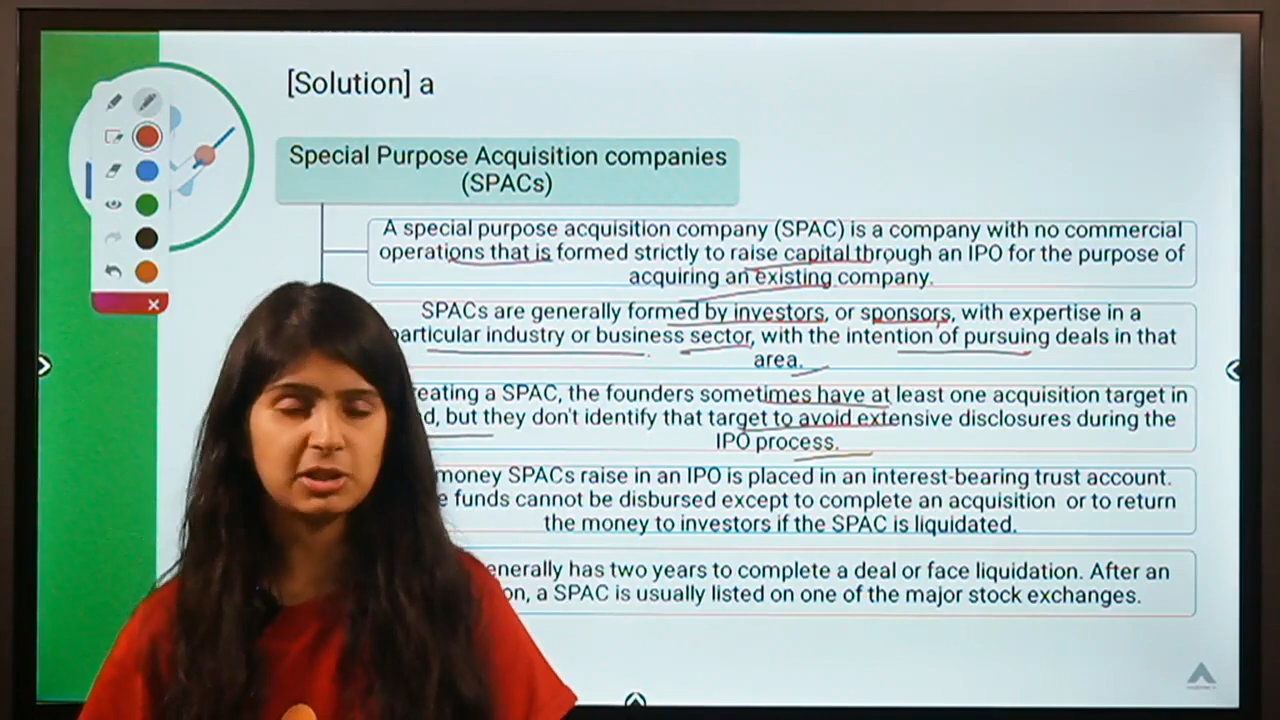 [Solution] a
Special Purpose Acquisition companies
(SPACs)
A special purpose acquisition company (SPAC) is a company with no commercial
operations that is formed strictly to raise capital through an IPO for the purpose of
acquiring an existing company.
SPACs are generally formed by investors, or sponsors, with expertise in a
particular industry or business sector, with the intention of pursuing deals in that
area.
eating a SPAC, the founders sometimes have at least one acquisition target in
d, but they don't identify that target to avoid extensive disclosures during the
IPO process.
money SPACs raise in an IPO is placed in an interest-bearing trust account.
e funds cannot be disbursed except to complete an acquisition or to return
the money to investors if the SPAC is liquidated.
enerally has two years to complete a deal or face liquidation. After an
on, a SPAC is usually listed on one of the major stock exchanges.